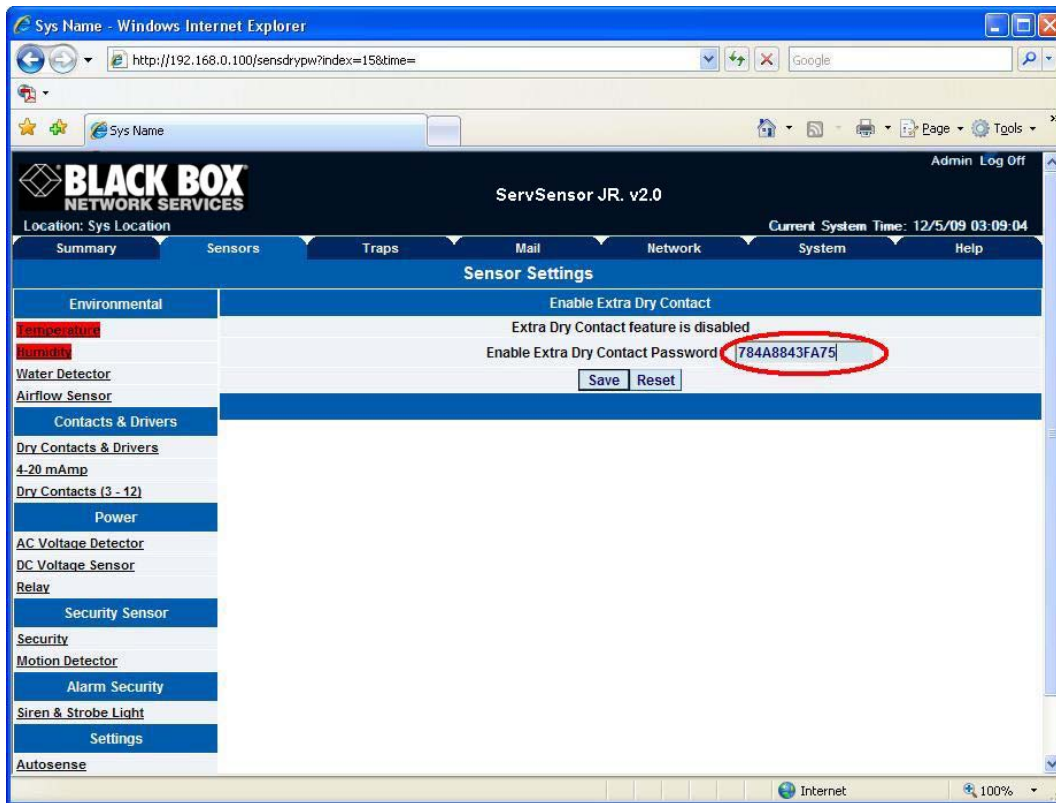 Sys Name - Windows Internet Explorer
http://192.168.0.100/sensdrypw?index=15&time=
Google
Sys Name
Page
Tools
Admin Log Off
BLACK BOX
NETWORK SERVICES
ServSensor JR. v2.0
Location: Sys Location
Current System Time: 12/5/09 03:09:04
Summary Sensors Traps Mail Network System Help
Sensor Settings
Environmental
Temperature
Humidity
Water Detector
Airflow Sensor
Contacts & Drivers
Dry Contacts & Drivers
4-20 mAmp
Dry Contacts (3 - 12)
Power
AC Voltage Detector
DC Voltage Sensor
Relay
Security Sensor
Security
Motion Detector
Alarm Security
Siren & Strobe Light
Settings
Autosense
Enable Extra Dry Contact
Extra Dry Contact feature is disabled
Enable Extra Dry Contact Password 784A8843FA75
Save Reset
Internet
100%